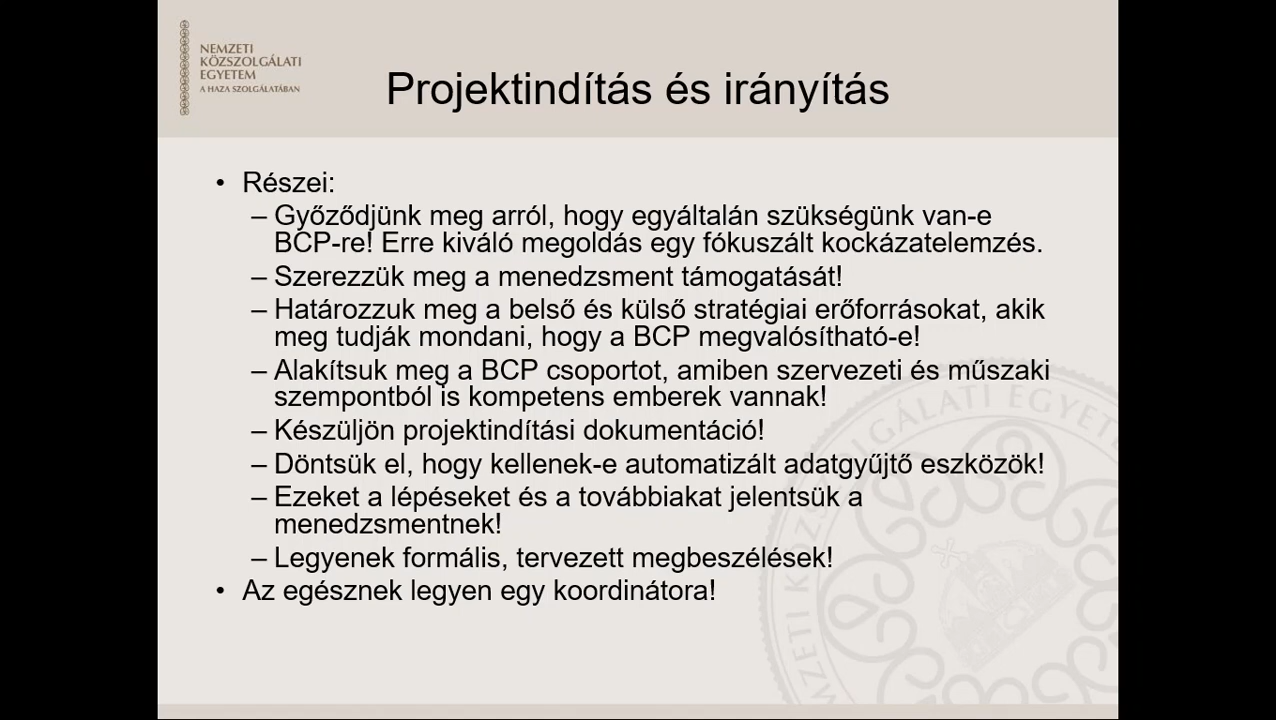 NEMZETI
KÖZSZOLGÁLATI
EGYETEM
A HAZA SZOLGÁLATÁBAN
Projektindítás és irányítás
• Részei:
– Győződjünk meg arról, hogy egyáltalán szükségünk van-e
BCP-re! Erre kiváló megoldás egy fókuszált kockázatelemzés.
– Szerezzük meg a menedzsment támogatását!
– Határozzuk meg a belső és külső stratégiai erőforrásokat, akik
meg tudják mondani, hogy a BCP megvalósítható-e!
– Alakítsuk meg a BCP csoportot, amiben szervezeti és műszaki
szempontból is kompetens emberek vannak!
– Készüljön projektindítási dokumentáció!
– Döntsük el, hogy kellenek-e automatizált adatgyűjtő eszközök!
– Ezeket a lépéseket és a továbbiakat jelentsük a
menedzsmentnek!
– Legyenek formális, tervezett megbeszélések!
• Az egésznek legyen egy koordinátora!
MZETI KÖZSZOLGÁLATI EGYETE